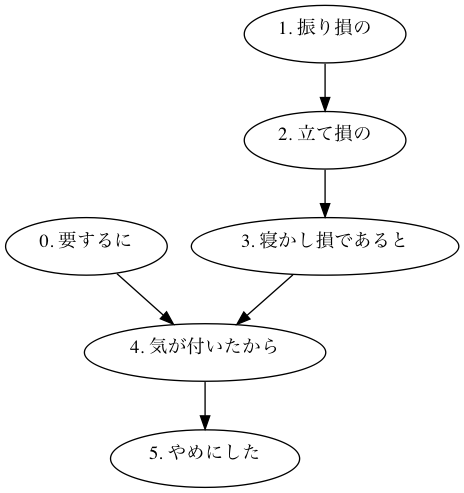 1. 振り損の
2. 立て損の
0. 要するに
3. 寝かし損であると
4. 気が付いたから
5. やめにした